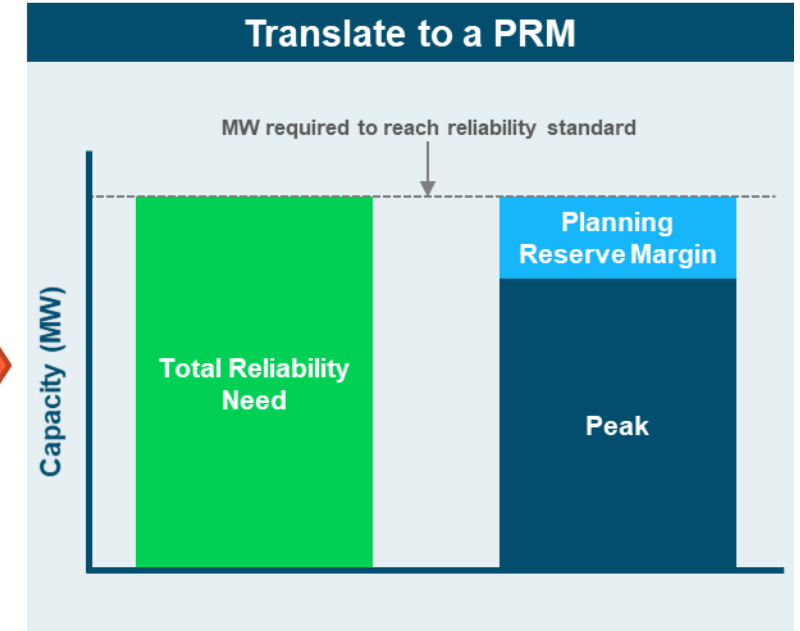 Translate to a PRM
MW required to reach reliability standard
Capacity (MW)
Total Reliability
Need
Planning
Reserve Margin
Peak